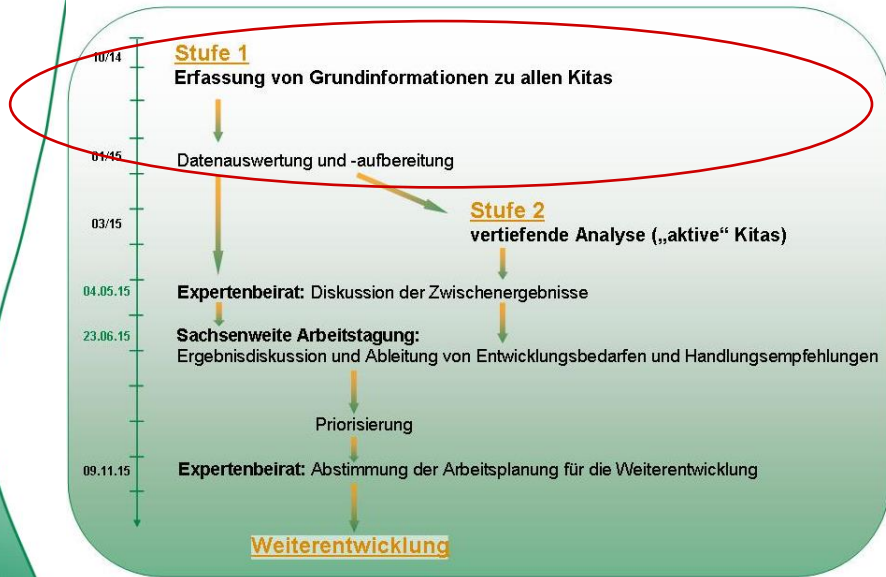 10/14
Stufe 1
Erfassung von Grundinformationen zu allen Kitas
01/15
Datenauswertung und -aufbereitung
Stufe 2
03/15
vertiefende Analyse („aktive“ Kitas)
04.05.15
Expertenbeirat: Diskussion der Zwischenergebnisse
23.06.15
Sachsenweite Arbeitstagung:
Ergebnisdiskussion und Ableitung von Entwicklungsbedarfen und Handlungsempfehlungen
Priorisierung
09.11.15
Expertenbeirat: Abstimmung der Arbeitsplanung für die Weiterentwicklung
Weiterentwicklung